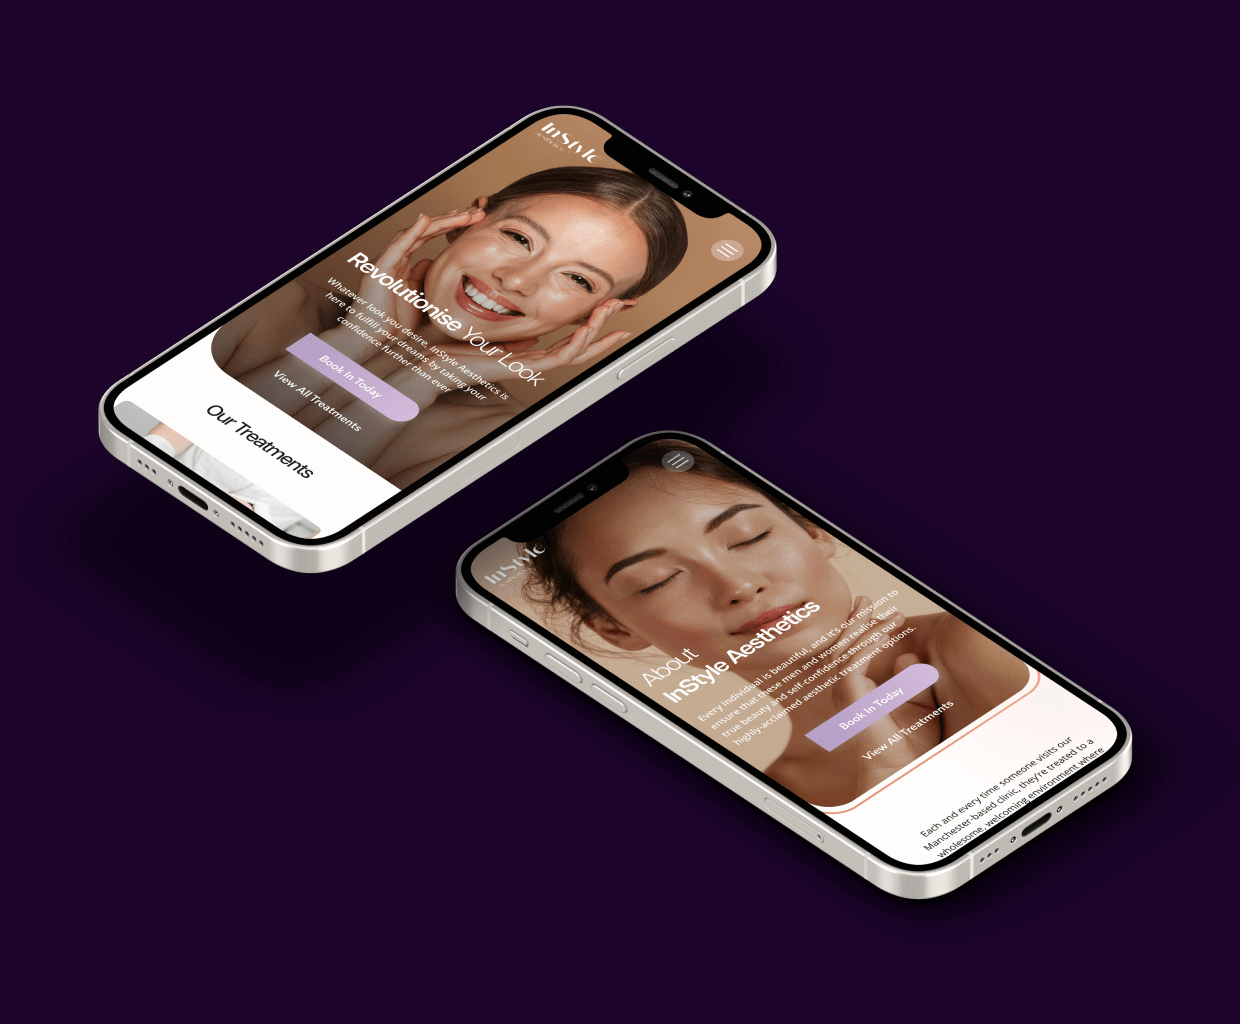 InStyle
Revolutionise Your Look
Whatever look you desire, InStyle Aesthetics is
here to fulfill your dreams by taking your
confidence further than ever
Book In Today
View All Treatments
Our Treatments
InStyle
About
InStyle Aesthetics
Every individual is beautiful, and it's our mission to
ensure that these men and women realise their
true beauty and self-confidence through our
highly-acclaimed aesthetic treatment options.
Book In Today
View All Treatments
Each and every time someone visits our
Manchester-based clinic, they're treated to a
wholesome, welcoming environment where